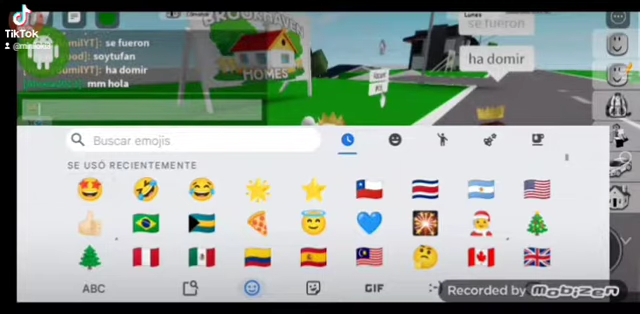 TikTok
BROOKHAVEN
HOMES
Lunes
se fueron
ha domir
se fueron
soytufan
ha domir
mm hola
Buscar emojis
SE USÓ RECIENTEMENTE
ABC
GIF
:-)
Recorded by MOBIZEN